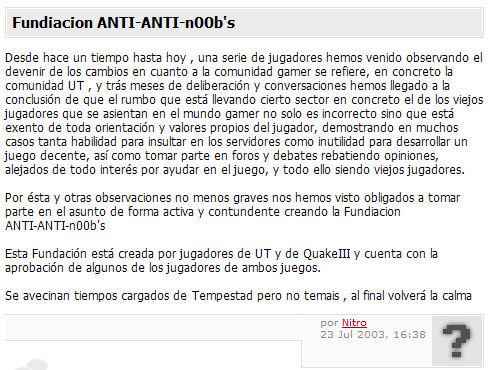 Fundiacion ANTI-ANTI-n00b's
Desde hace un tiempo hasta hoy , una serie de jugadores hemos venido observando el
devenir de los cambios en cuanto a la comunidad gamer se refiere, en concreto la
comunidad UT , y trás meses de deliberación y conversaciones hemos llegado a la
conclusión de que el rumbo que está llevando cierto sector en concreto el de los viejos
jugadores que se asientan en el mundo gamer no solo es incorrecto sino que está
exento de toda orientación y valores propios del jugador, demostrando en muchos
casos tanta habilidad para insultar en los servidores como inutilidad para desarrollar un
juego decente, así como tomar parte en foros y debates rebatiendo opiniones,
alejados de todo interés por ayudar en el juego, y todo ello siendo viejos jugadores.
Por ésta y otras observaciones no menos graves nos hemos visto obligados a tomar
parte en el asunto de forma activa y contundente creando la Fundiacion
ANTI-ANTI-n00b's
Esta Fundación está creada por jugadores de UT y de QuakeIII y cuenta con la
aprobación de algunos de los jugadores de ambos juegos.
Se avecinan tiempos cargados de Tempestad pero no temais , al final volverá la calma
por Nitro
23 Jul 2003, 16:38
?